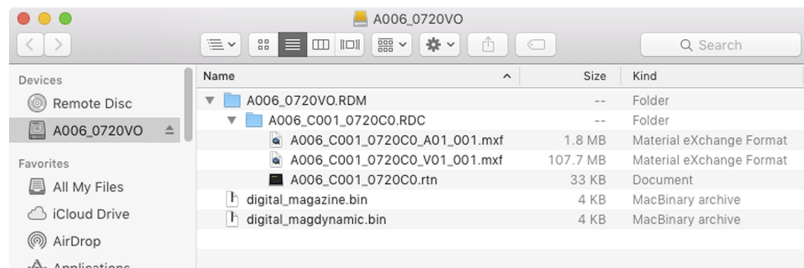 A006_0720VO
Search
Devices
Remote Disc
A006_0720VO
Favorites
All My Files
iCloud Drive
AirDrop
Applications
Name Size Kind
A006_0720VO.RDM -- Folder
A006_C001_0720C0.RDC -- Folder
A006_C001_0720C0_A01_001.mxf 1.8 MB Material eXchange Format
A006_C001_0720C0_V01_001.mxf 107.7 MB Material eXchange Format
A006_C001_0720C0.rtn 33 KB Document
digital_magazine.bin 4 KB MacBinary archive
digital_magdynamic.bin 4 KB MacBinary archive